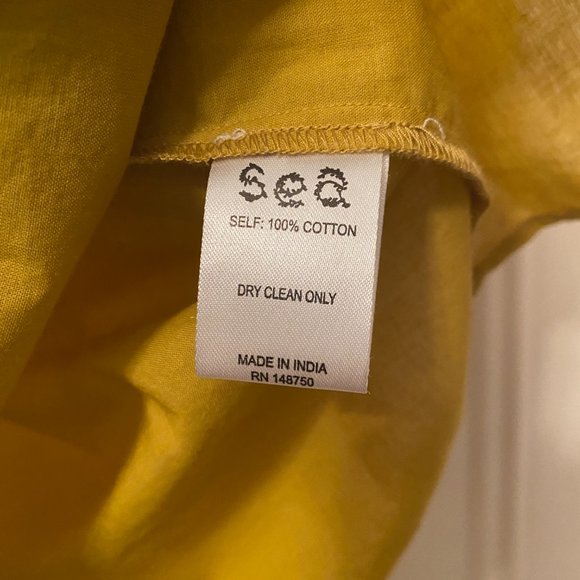 sea
SELF: 100% COTTON
DRY CLEAN ONLY
MADE IN INDIA
RN 148750